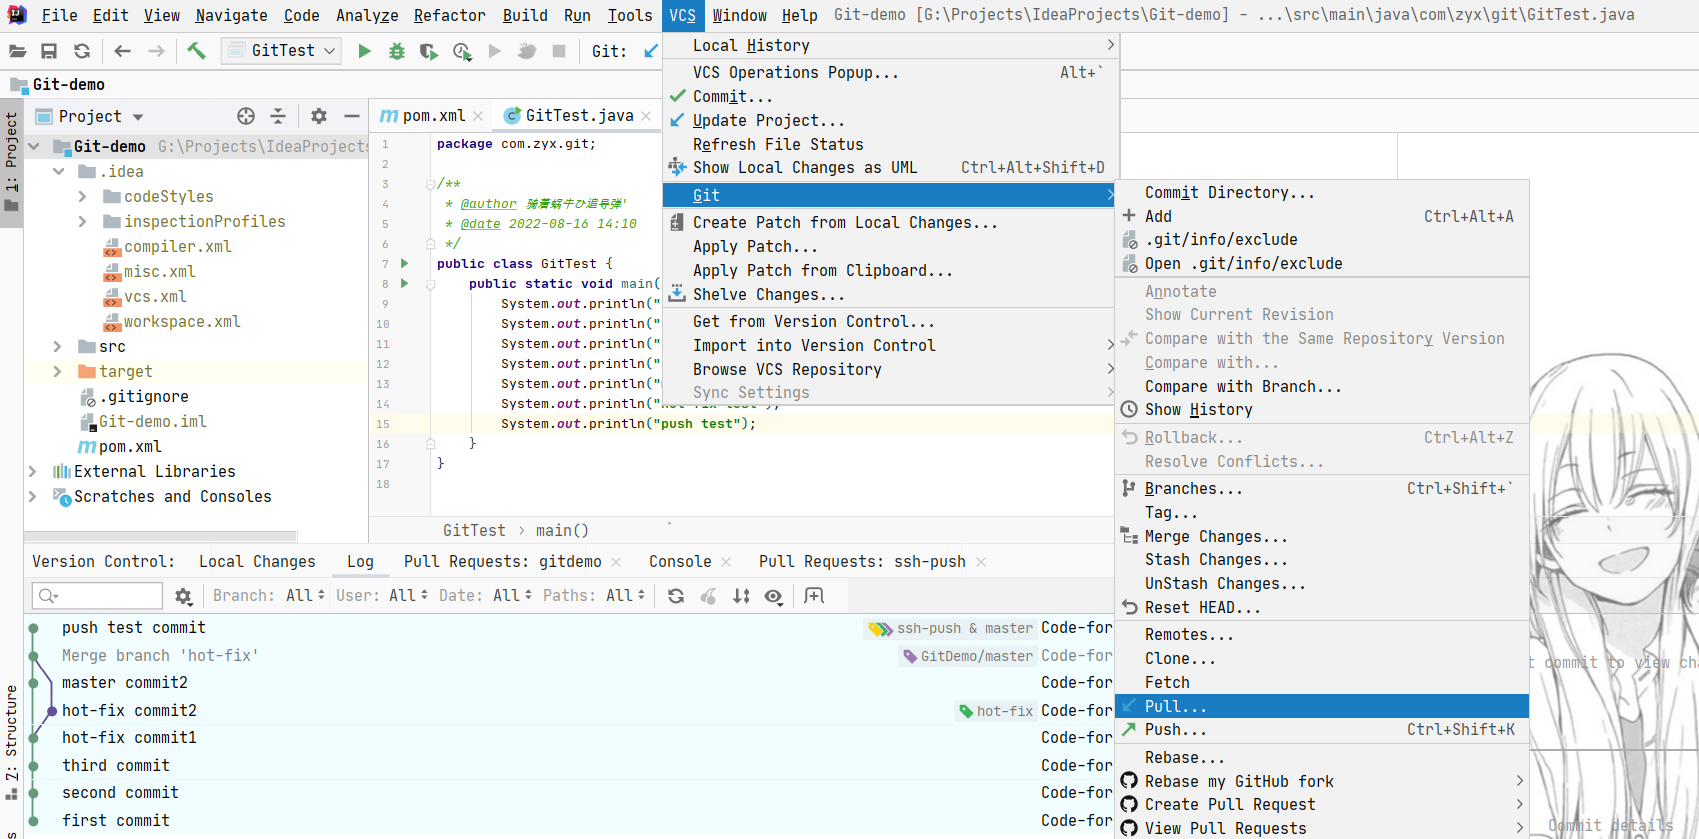 File Edit View Navigate Code Analyze Refactor Build Run Tools VCS Window Help Git-demo [G:\Projects\IdeaProjects\Git-demo] - ...\src\main\java\com\zyx\git\GitTest.java
GitTest Git:
Git-demo
1: Project
Z: Structure
Project
Git-demo G:\Projects\IdeaProjects
.idea
codeStyles
inspectionProfiles
compiler.xml
misc.xml
vcs.xml
workspace.xml
src
target
.gitignore
Git-demo.iml
pom.xml
External Libraries
Scratches and Consoles
pom.xml GitTest.java
1 package com.zyx.git;
2
3 /**
4 * @author 骑着蜗牛ひ追导弹'
5 * @date 2022-08-16 14:10
6 */
7 public class GitTest {
8 public static void main(
System.out.println("
10 System.out.println("
11 System.out.println("
12 System.out.println("
13 System.out.println("
14 System.out.println("hot fix test");
15 System.out.println("push test");
16 }
17 }
18
GitTest > main()
Local History
VCS Operations Popup... Alt+`
Commit...
Update Project...
Refresh File Status
Show Local Changes as UML Ctrl+Alt+Shift+D
Git
Create Patch from Local Changes...
Apply Patch...
Apply Patch from Clipboard...
Shelve Changes...
Get from Version Control...
Import into Version Control
Browse VCS Repository
Sync Settings
Commit Directory...
Add Ctrl+Alt+A
.git/info/exclude
Open .git/info/exclude
Annotate
Show Current Revision
Compare with the Same Repository Version
Compare with...
Compare with Branch...
Show History
Rollback... Ctrl+Alt+Z
Resolve Conflicts...
Branches... Ctrl+Shift+`
Tag...
Merge Changes...
Stash Changes...
UnStash Changes...
Reset HEAD...
Remotes...
Clone...
Fetch
Pull...
Push... Ctrl+Shift+K
Rebase...
Rebase my GitHub fork
Create Pull Request
View Pull Requests
Version Control: Local Changes Log Pull Requests: gitdemo Console Pull Requests: ssh-push
Branch: All User: All Date: All Paths: All
push test commit ssh-push & master Code-for
Merge branch 'hot-fix' GitDemo/master Code-for
master commit2 Code-for
hot-fix commit2 hot-fix Code-for
hot-fix commit1 Code-for
third commit Code-for
second commit Code-for
first commit Code-for
t commit to view cha
Commit details